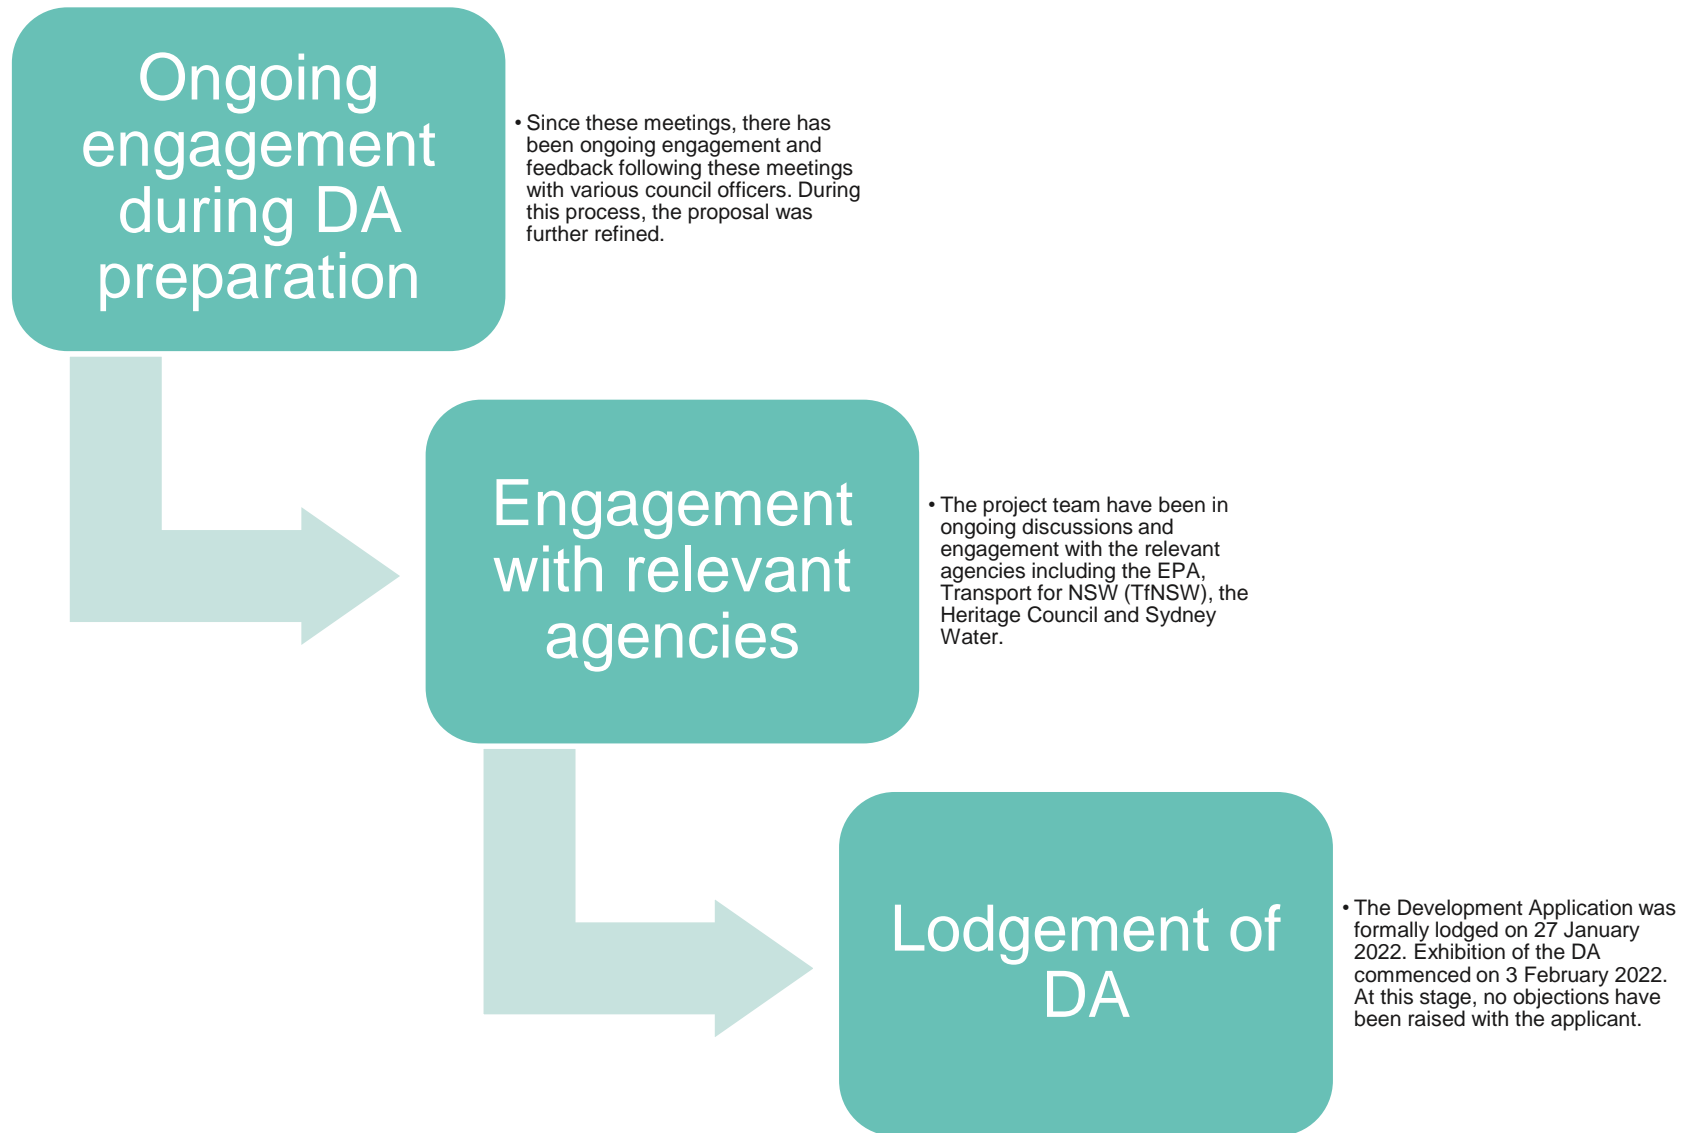 Ongoing
engagement
during DA
preparation
• Since these meetings, there has
been ongoing engagement and
feedback following these meetings
with various council officers. During
this process, the proposal was
further refined.
Engagement
with relevant
agencies
• The project team have been in
ongoing discussions and
engagement with the relevant
agencies including the EPA,
Transport for NSW (TfNSW), the
Heritage Council and Sydney
Water.
Lodgement of
DA
• The Development Application was
formally lodged on 27 January
2022. Exhibition of the DA
commenced on 3 February 2022.
At this stage, no objections have
been raised with the applicant.